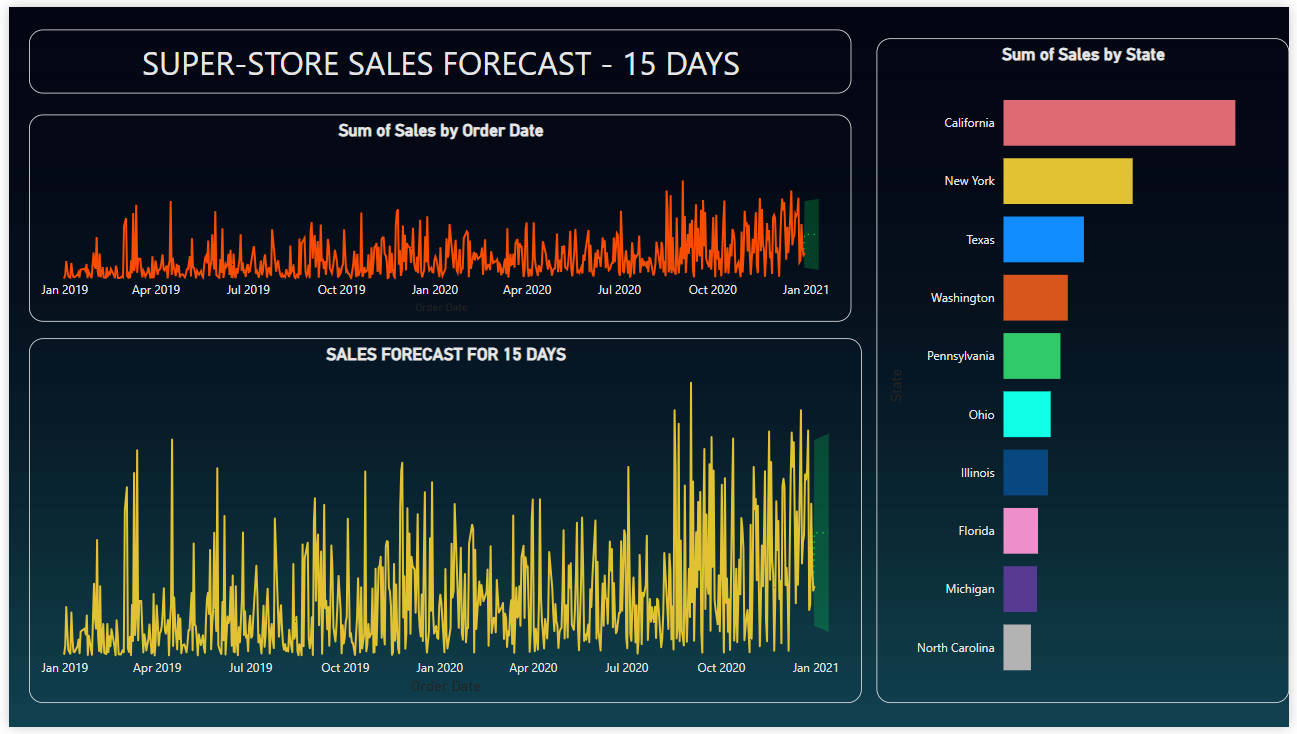 SUPER-STORE SALES FORECAST - 15 DAYS
Sum of Sales by Order Date
Jan 2019 Apr 2019 Jul 2019 Oct 2019 Jan 2020 Apr 2020 Jul 2020 Oct 2020 Jan 2021
Order Date
SALES FORECAST FOR 15 DAYS
Jan 2019 Apr 2019 Jul 2019 Oct 2019 Jan 2020 Apr 2020 Jul 2020 Oct 2020 Jan 2021
Order Date
Sum of Sales by State
State
California
New York
Texas
Washington
Pennsylvania
Ohio
Illinois
Florida
Michigan
North Carolina